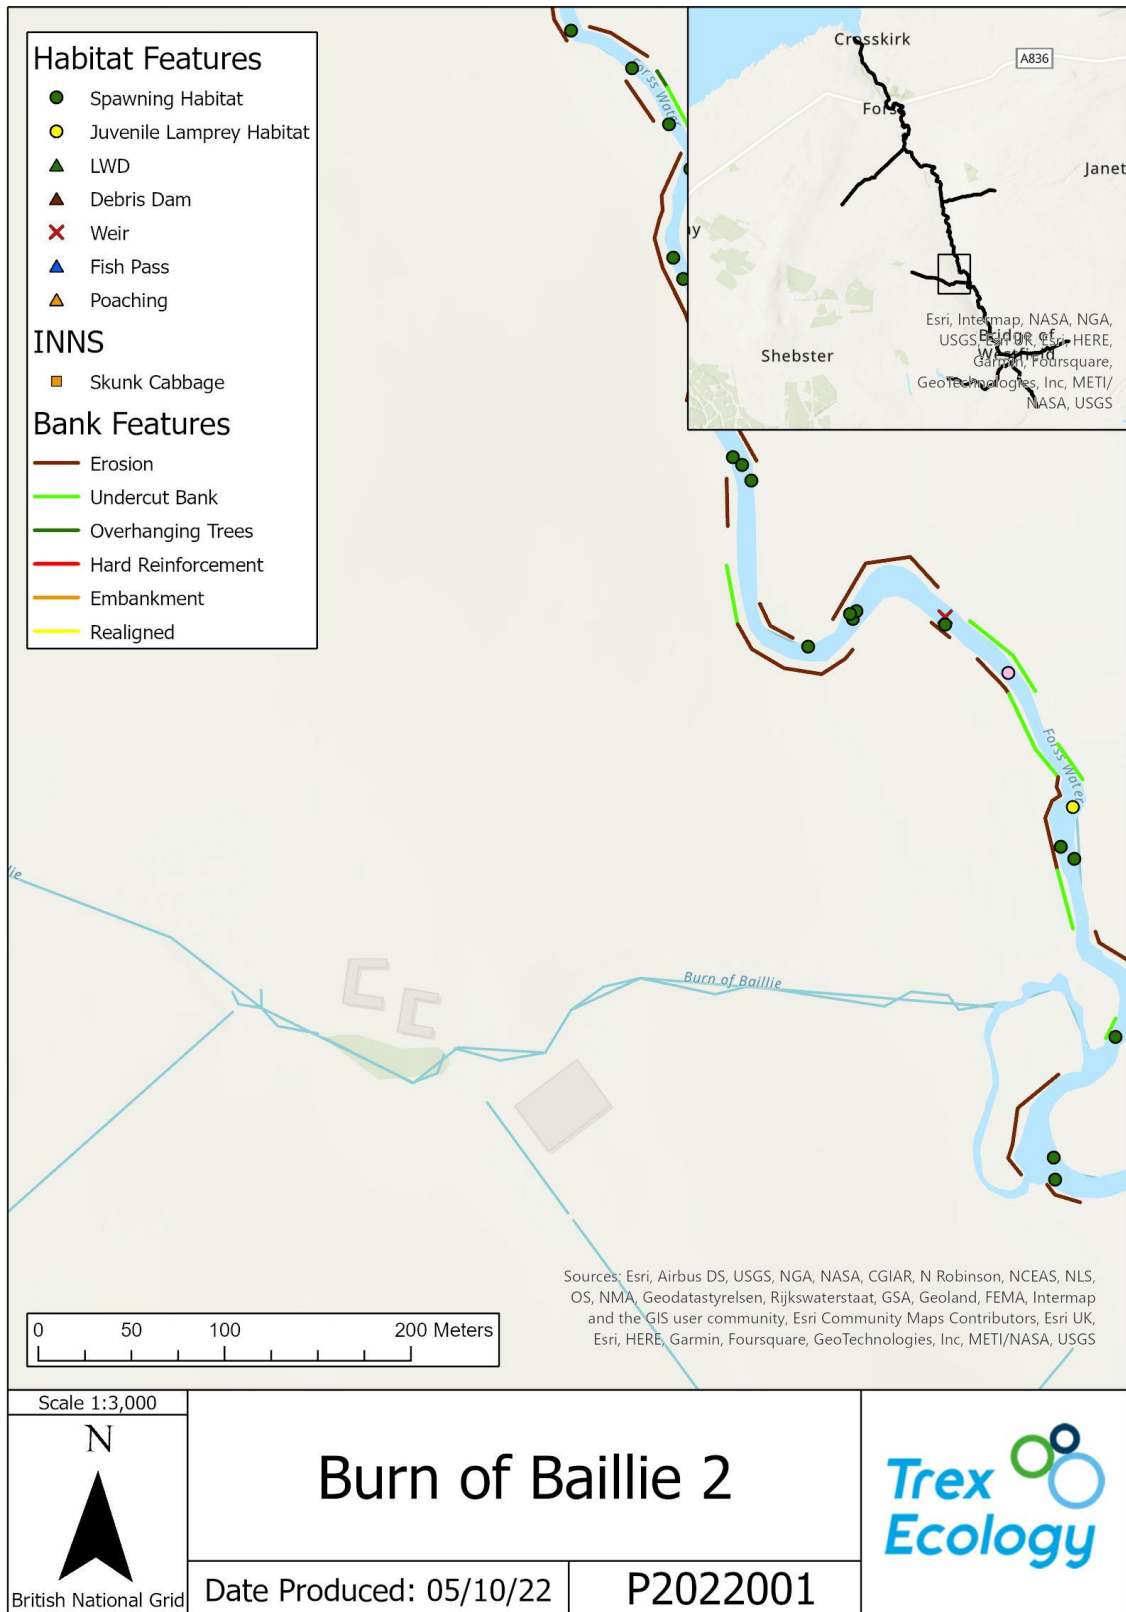 Habitat Features
Spawning Habitat
Juvenile Lamprey Habitat
LWD
Debris Dam
Weir
Fish Pass
Poaching
INNS
Skunk Cabbage
Bank Features
Erosion
Undercut Bank
Overhanging Trees
Hard Reinforcement
Embankment
Realigned
Forss Water
Crosskirk
A836
Fors
Janet
ay
Shebster
Bridge of
Westfield
Esri, Intermap, NASA, NGA,
USGS, Esri UK, Esri, HERE,
Garmin, Foursquare,
GeoTechnologies, Inc, METI/
NASA, USGS
Forss Water
lie
Burn of Baillie
Sources: Esri, Airbus DS, USGS, NGA, NASA, CGIAR, N Robinson, NCEAS, NLS,
OS, NMA, Geodatastyrelsen, Rijkswaterstaat, GSA, Geoland, FEMA, Intermap
and the GIS user community, Esri Community Maps Contributors, Esri UK,
Esri, HERE, Garmin, Foursquare, GeoTechnologies, Inc, METI/NASA, USGS
0 50 100 200 Meters
Scale 1:3,000
N
British National Grid
Burn of Baillie 2
Date Produced: 05/10/22
P2022001
Trex
Ecology